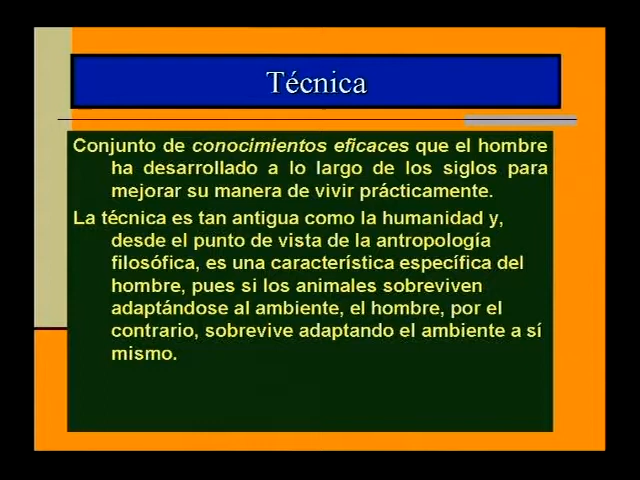 Técnica
Conjunto de conocimientos eficaces que el hombre
ha desarrollado a lo largo de los siglos para
mejorar su manera de vivir prácticamente.
La técnica es tan antigua como la humanidad y,
desde el punto de vista de la antropología
filosófica, es una característica específica del
hombre, pues si los animales sobreviven
adaptándose al ambiente, el hombre, por el
contrario, sobrevive adaptando el ambiente a sí
mismo.